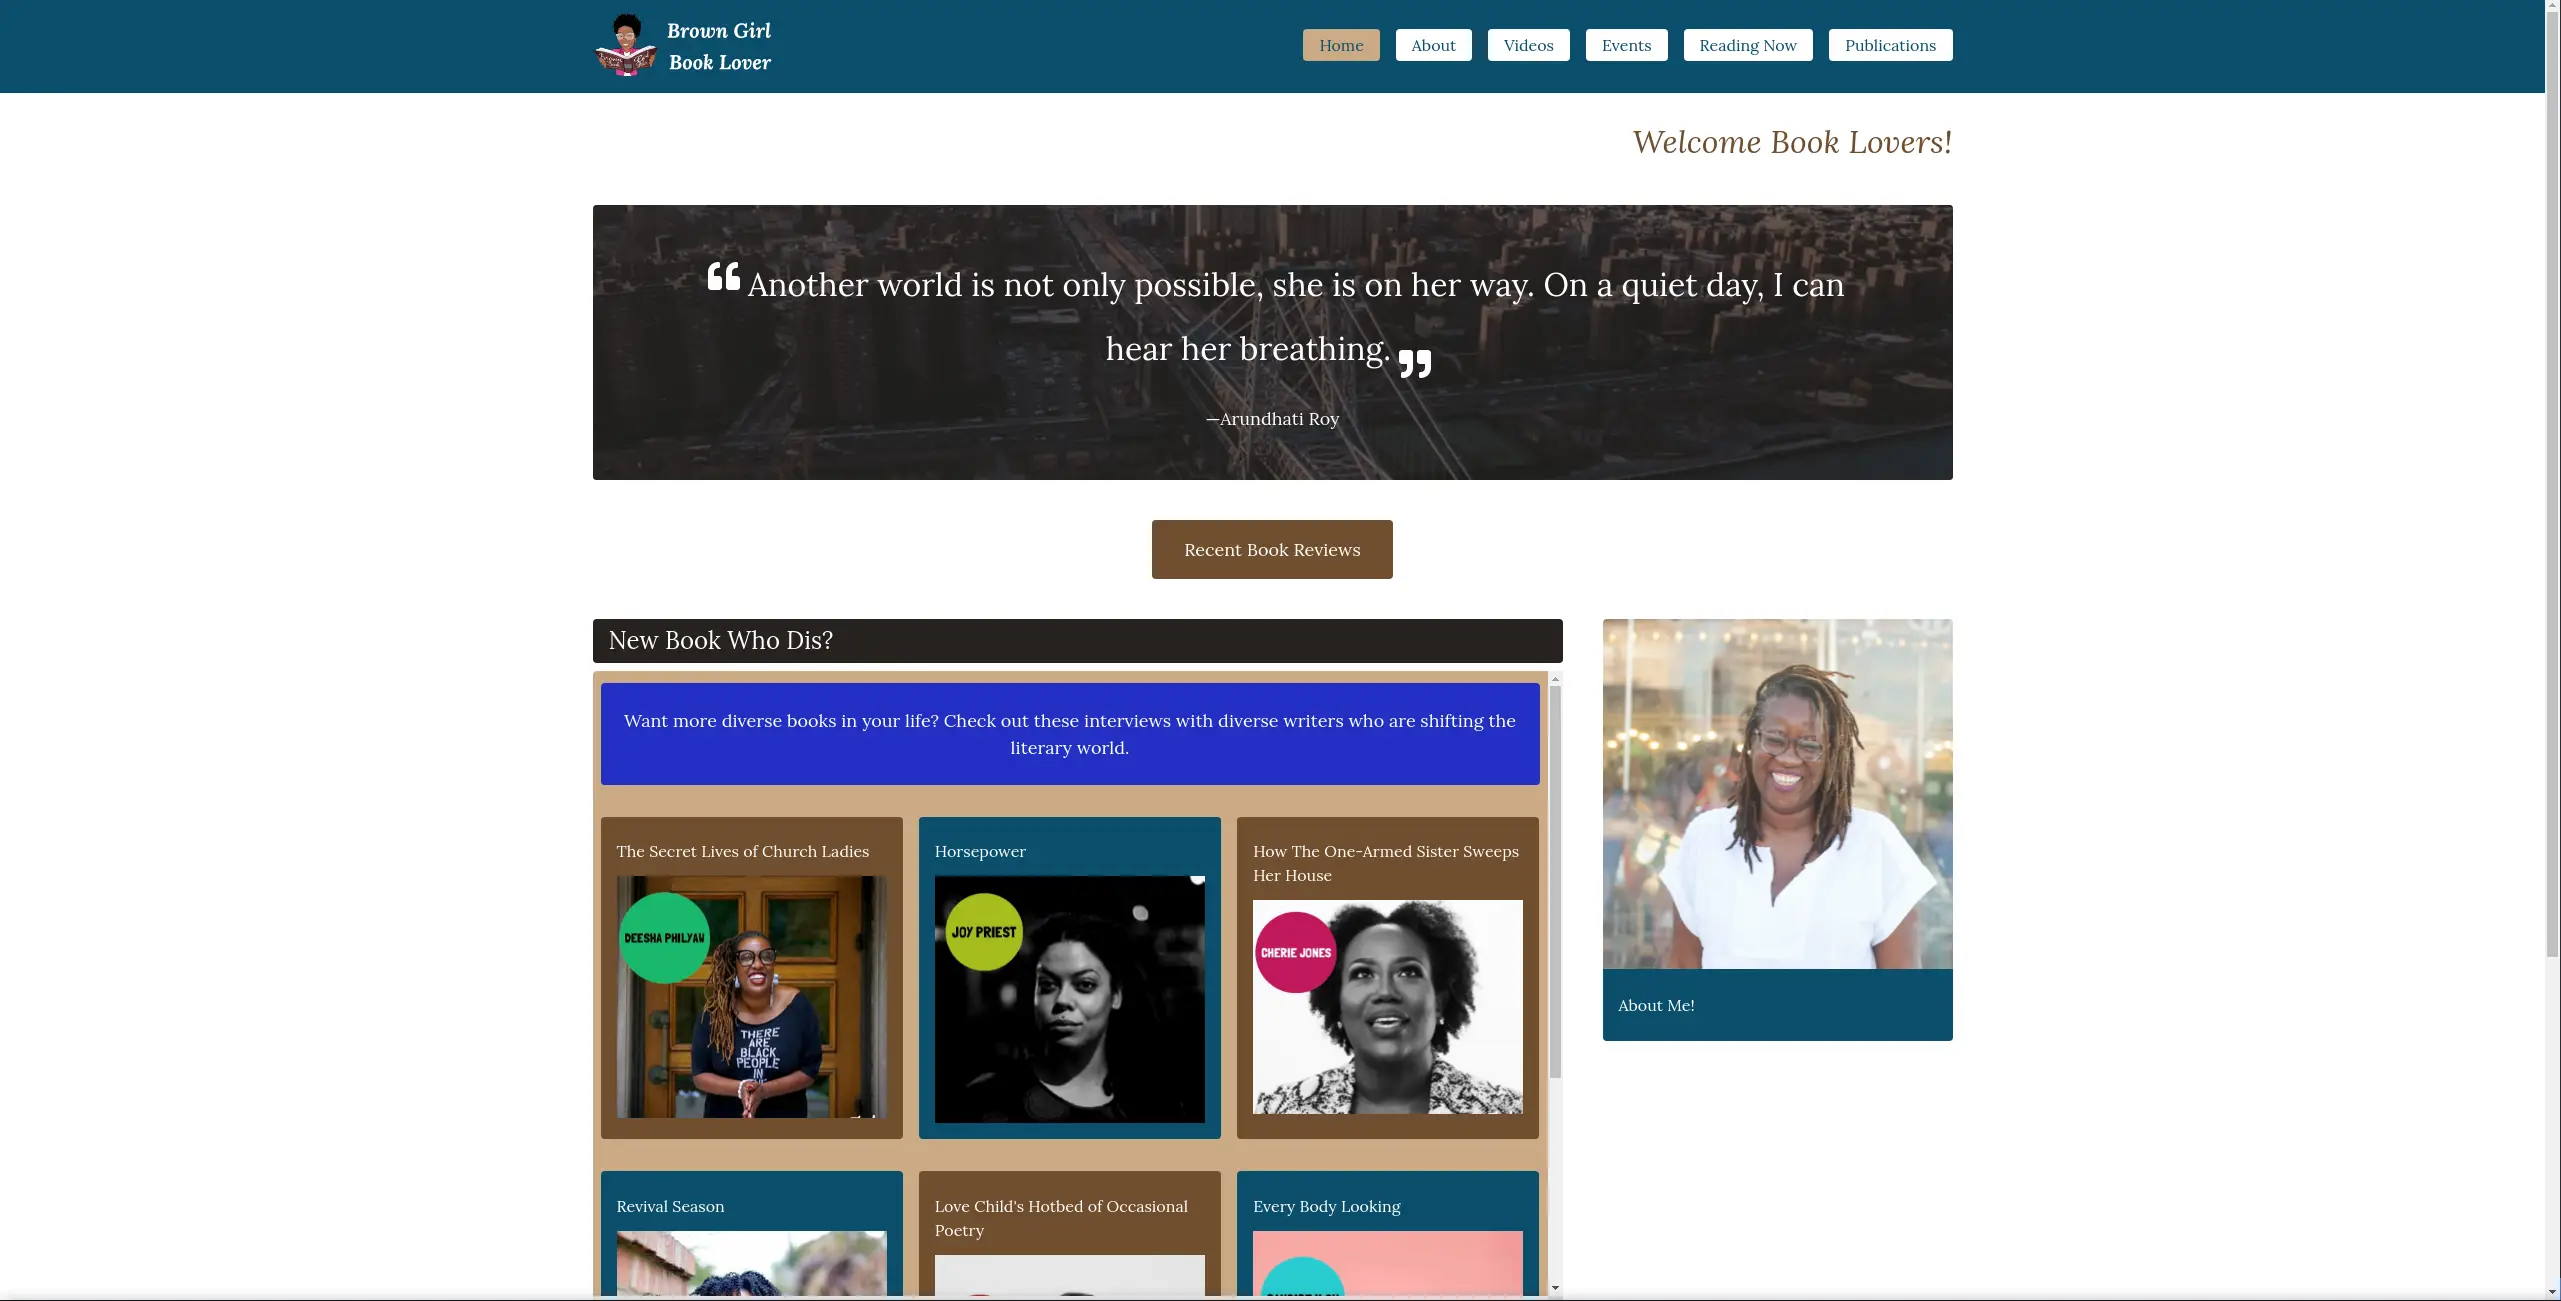 Brown Girl
Book Lover
Home
About
Videos
Events
Reading Now
Publications
Welcome Book Lovers!
“ Another world is not only possible, she is on her way. On a quiet day, I can
hear her breathing. ”
—Arundhati Roy
Recent Book Reviews
New Book Who Dis?
Want more diverse books in your life? Check out these interviews with diverse writers who are shifting the
literary world.
The Secret Lives of Church Ladies
DEESHA PHILYAW
THERE
ARE
BLACK
PEOPLE
IN
Horsepower
JOY PRIEST
How The One-Armed Sister Sweeps
Her House
CHERIE JONES
About Me!
Revival Season
Love Child's Hotbed of Occasional
Poetry
Every Body Looking